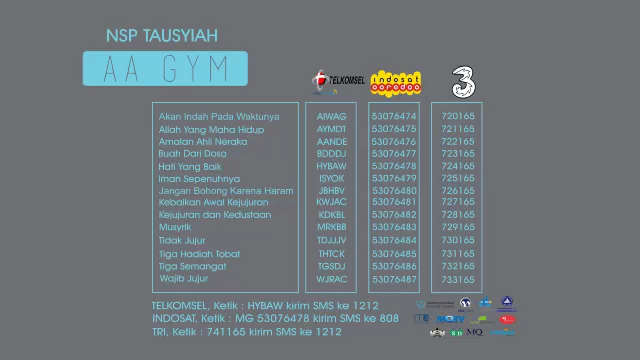 NSP TAUSYIAH
AA GYM
TELKOMSEL
indosat
ooredoo
3
Akan Indah Pada Waktunya AIWAG 53076474 720165
Allah Yang Maha Hidup AYMDT 53076475 721165
Amalan Ahli Neraka AANDE 53076476 722165
Buah Dari Dosa BDDDJ 53076477 723165
Hati Yang Baik HYBAW 53076478 724165
Iman Sepenuhnya ISYOK 53076479 725165
Jangan Bohong Karena Haram JBHBV 53076480 726165
Kebaikan Awal Kejujuran KWJAC 53076481 727165
Kejujuran dan Kedustaan KDKBL 53076482 728165
Musyrik MRKBB 53076483 729165
Tidak Jujur TDJJJV 53076484 730165
Tiga Hadiah Tobat THTCK 53076485 731165
Tiga Semangat TGSDJ 53076486 732165
Wajib Jujur WJRAC 53076487 733165
TELKOMSEL, Ketik : HYBAW kirim SMS ke 1212
INDOSAT, Ketik : MG 53076478 kirim SMS ke 808
TRI, Ketik : 741165 kirim SMS ke 1212
MQTV
MQ